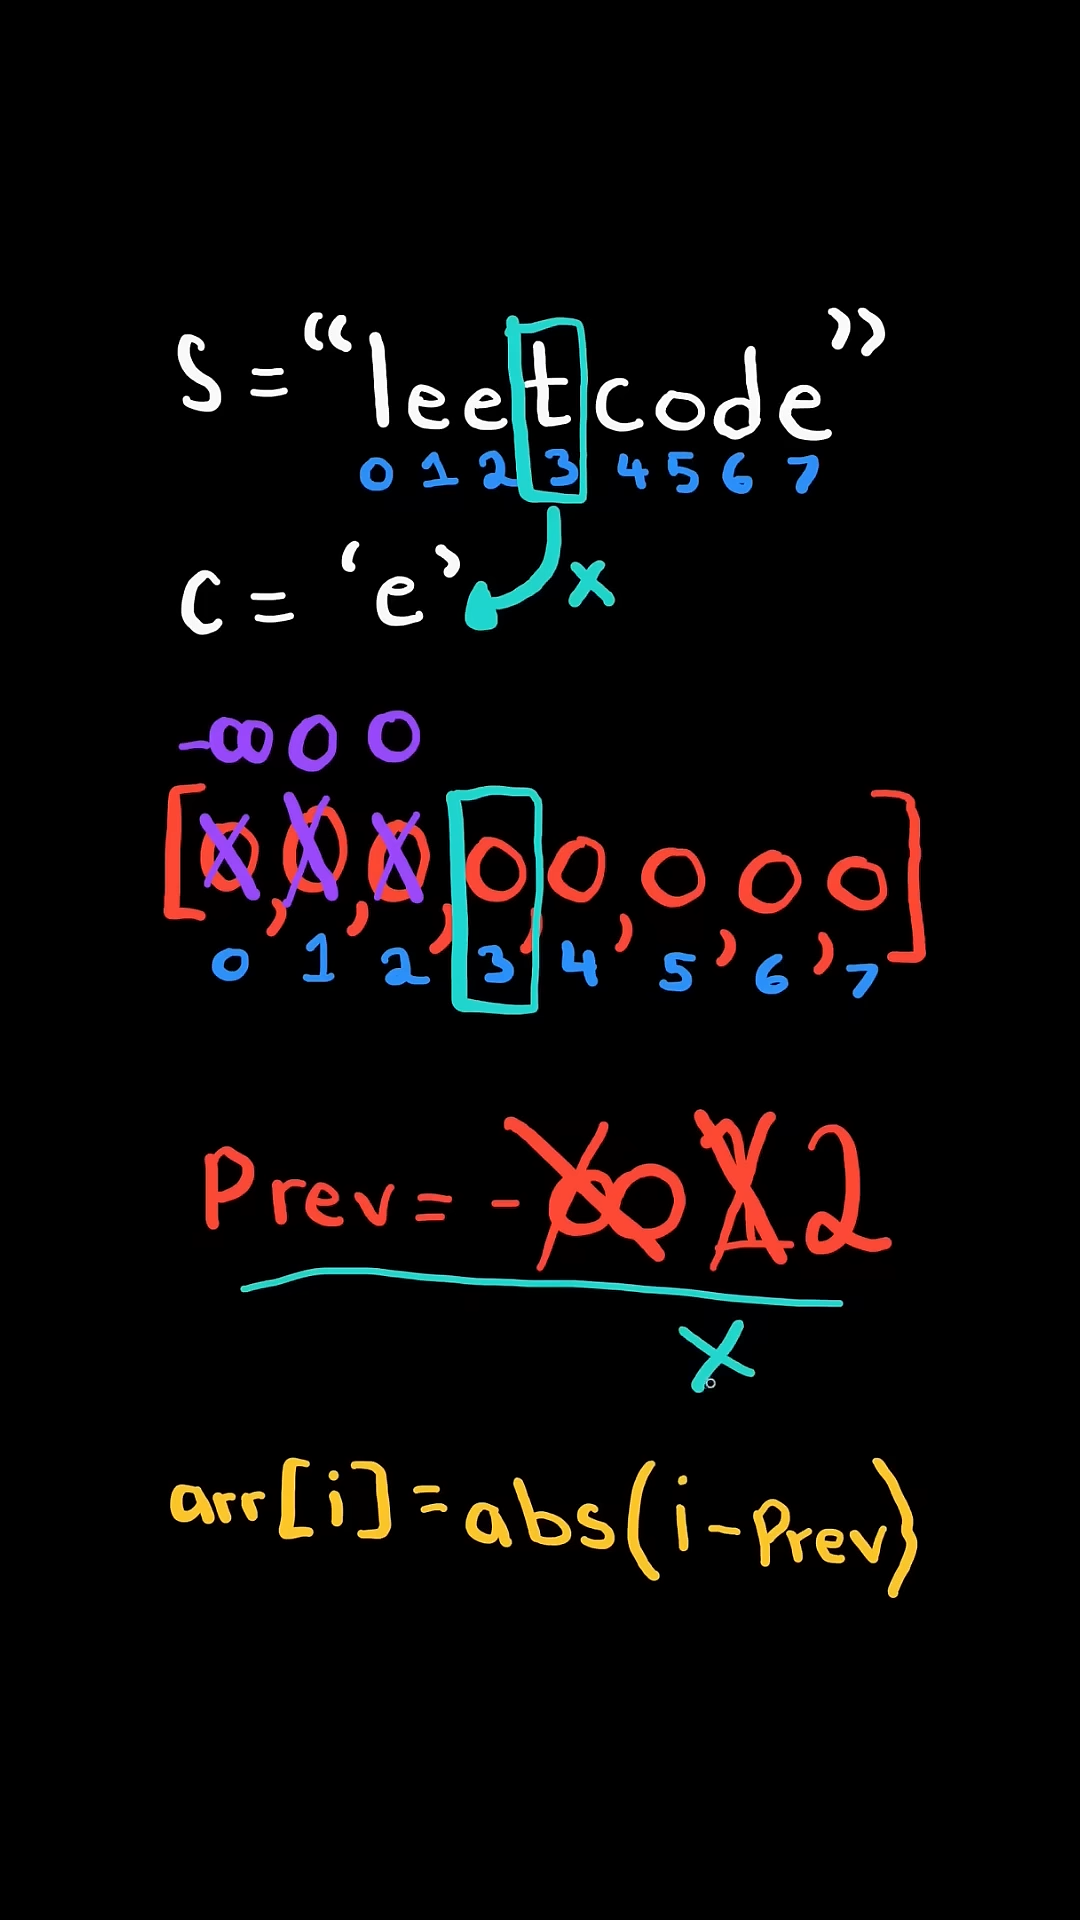 S = "leetcode"
0 1 2 3 4 5 6 7
C = 'e' x
-∞ 0 0
[0, 0, 0, 0, 0, 0, 0, 0]
0 1 2 3 4 5 6 7
Prev = -∞ 1 2
x
arr[i] = abs(i - Prev)